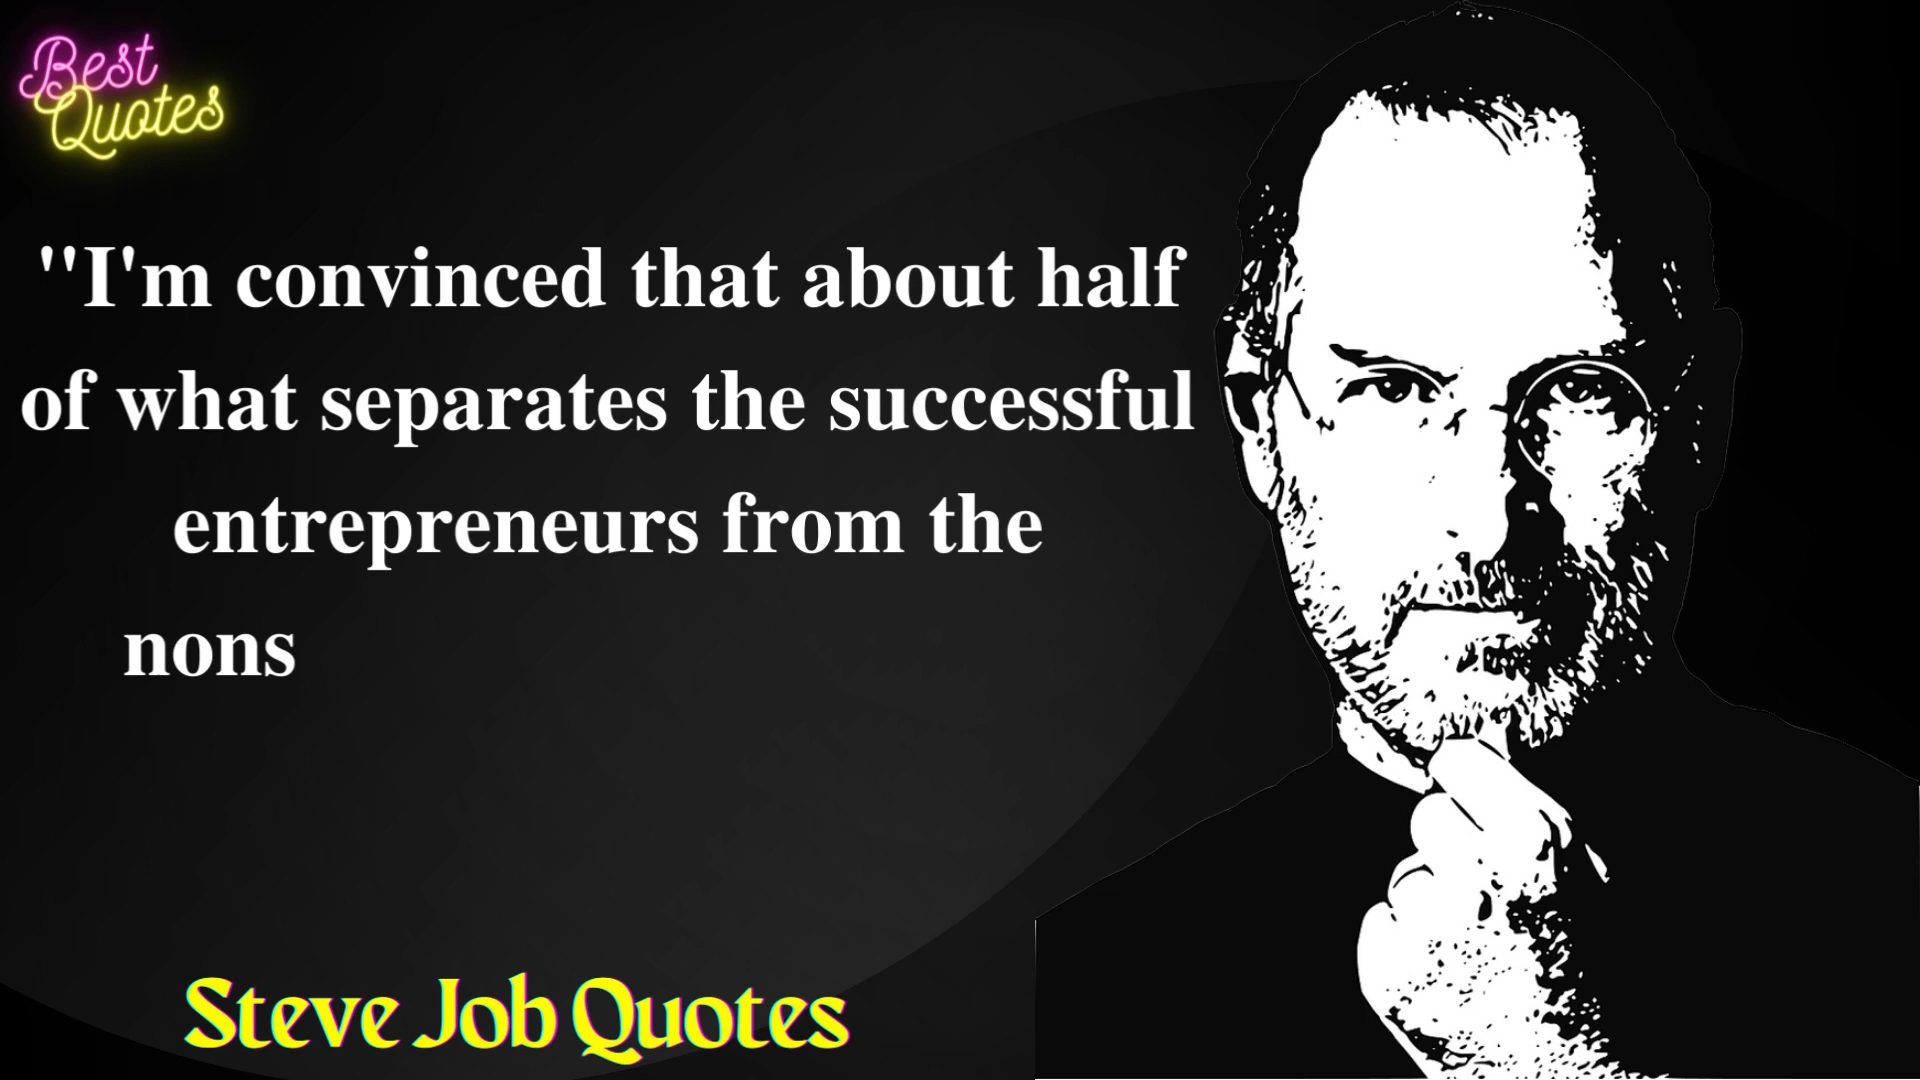 Best
Quotes
"I'm convinced that about half
of what separates the successful
entrepreneurs from the
nons
Steve Job Quotes